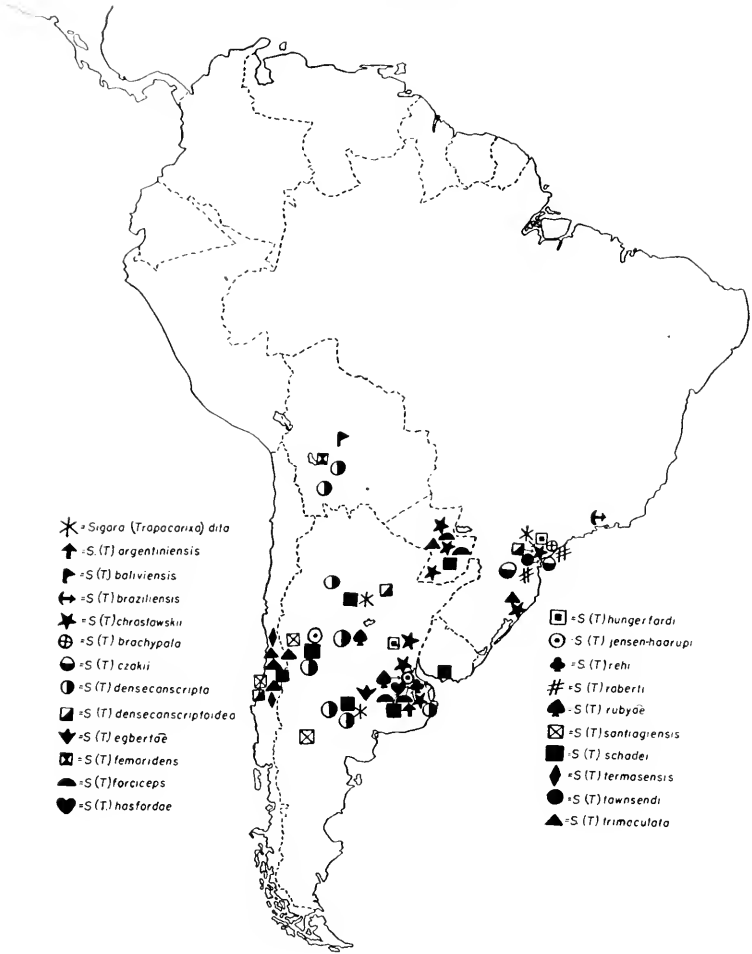 =Sigara (Tropocorixa) dita
=S.(T) argentiniensis
=S(T) boliviensis
=S(T) braziliensis
=S(T) chrostowskii
=S(T) brachypala
=S(T) czakii
=S(T) denseconscripta
=S(T) denseconscriptoidea
=S(T) egbertae
=S(T) femoridens
=S(T) forciceps
=S(T.) hosfordae
=S(T) hungerfordi
=S(T) jensen-haarupi
=S(T) rehi
=S(T) roberti
=S(T) rubyae
=S(T) santiagiensis
=S(T) schadei
=S(T) termasensis
=S(T) townsendi
=S(T) trimaculata